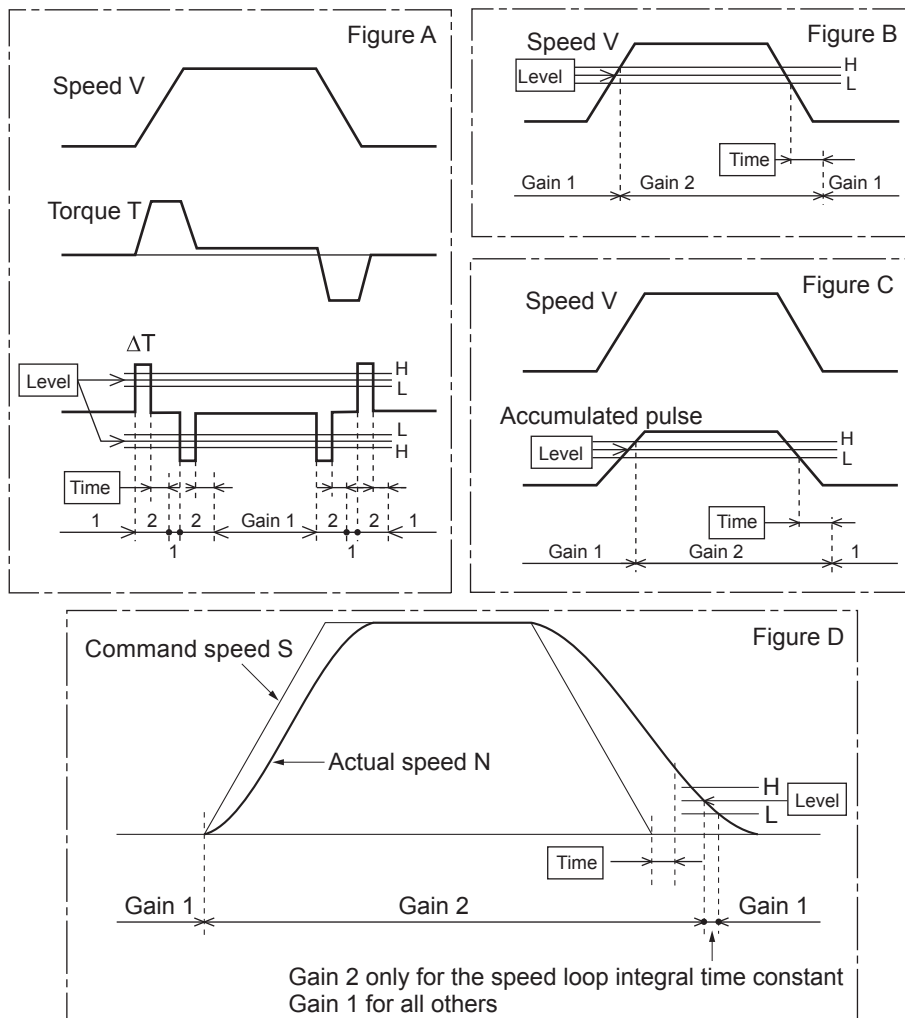 Figure A
Speed V
Torque T
ΔT
H
L
Level
L
H
Time
1 2 2 Gain 1 2 2 1
1 1
Figure B
Speed V
H
Level
L
Time
Gain 1 Gain 2 Gain 1
Figure C
Speed V
Accumulated pulse
H
Level
L
Time
Gain 1 Gain 2 1
Figure D
Command speed S
Actual speed N
H
Level
L
Time
Gain 1 Gain 2 Gain 1
Gain 2 only for the speed loop integral time constant
Gain 1 for all others